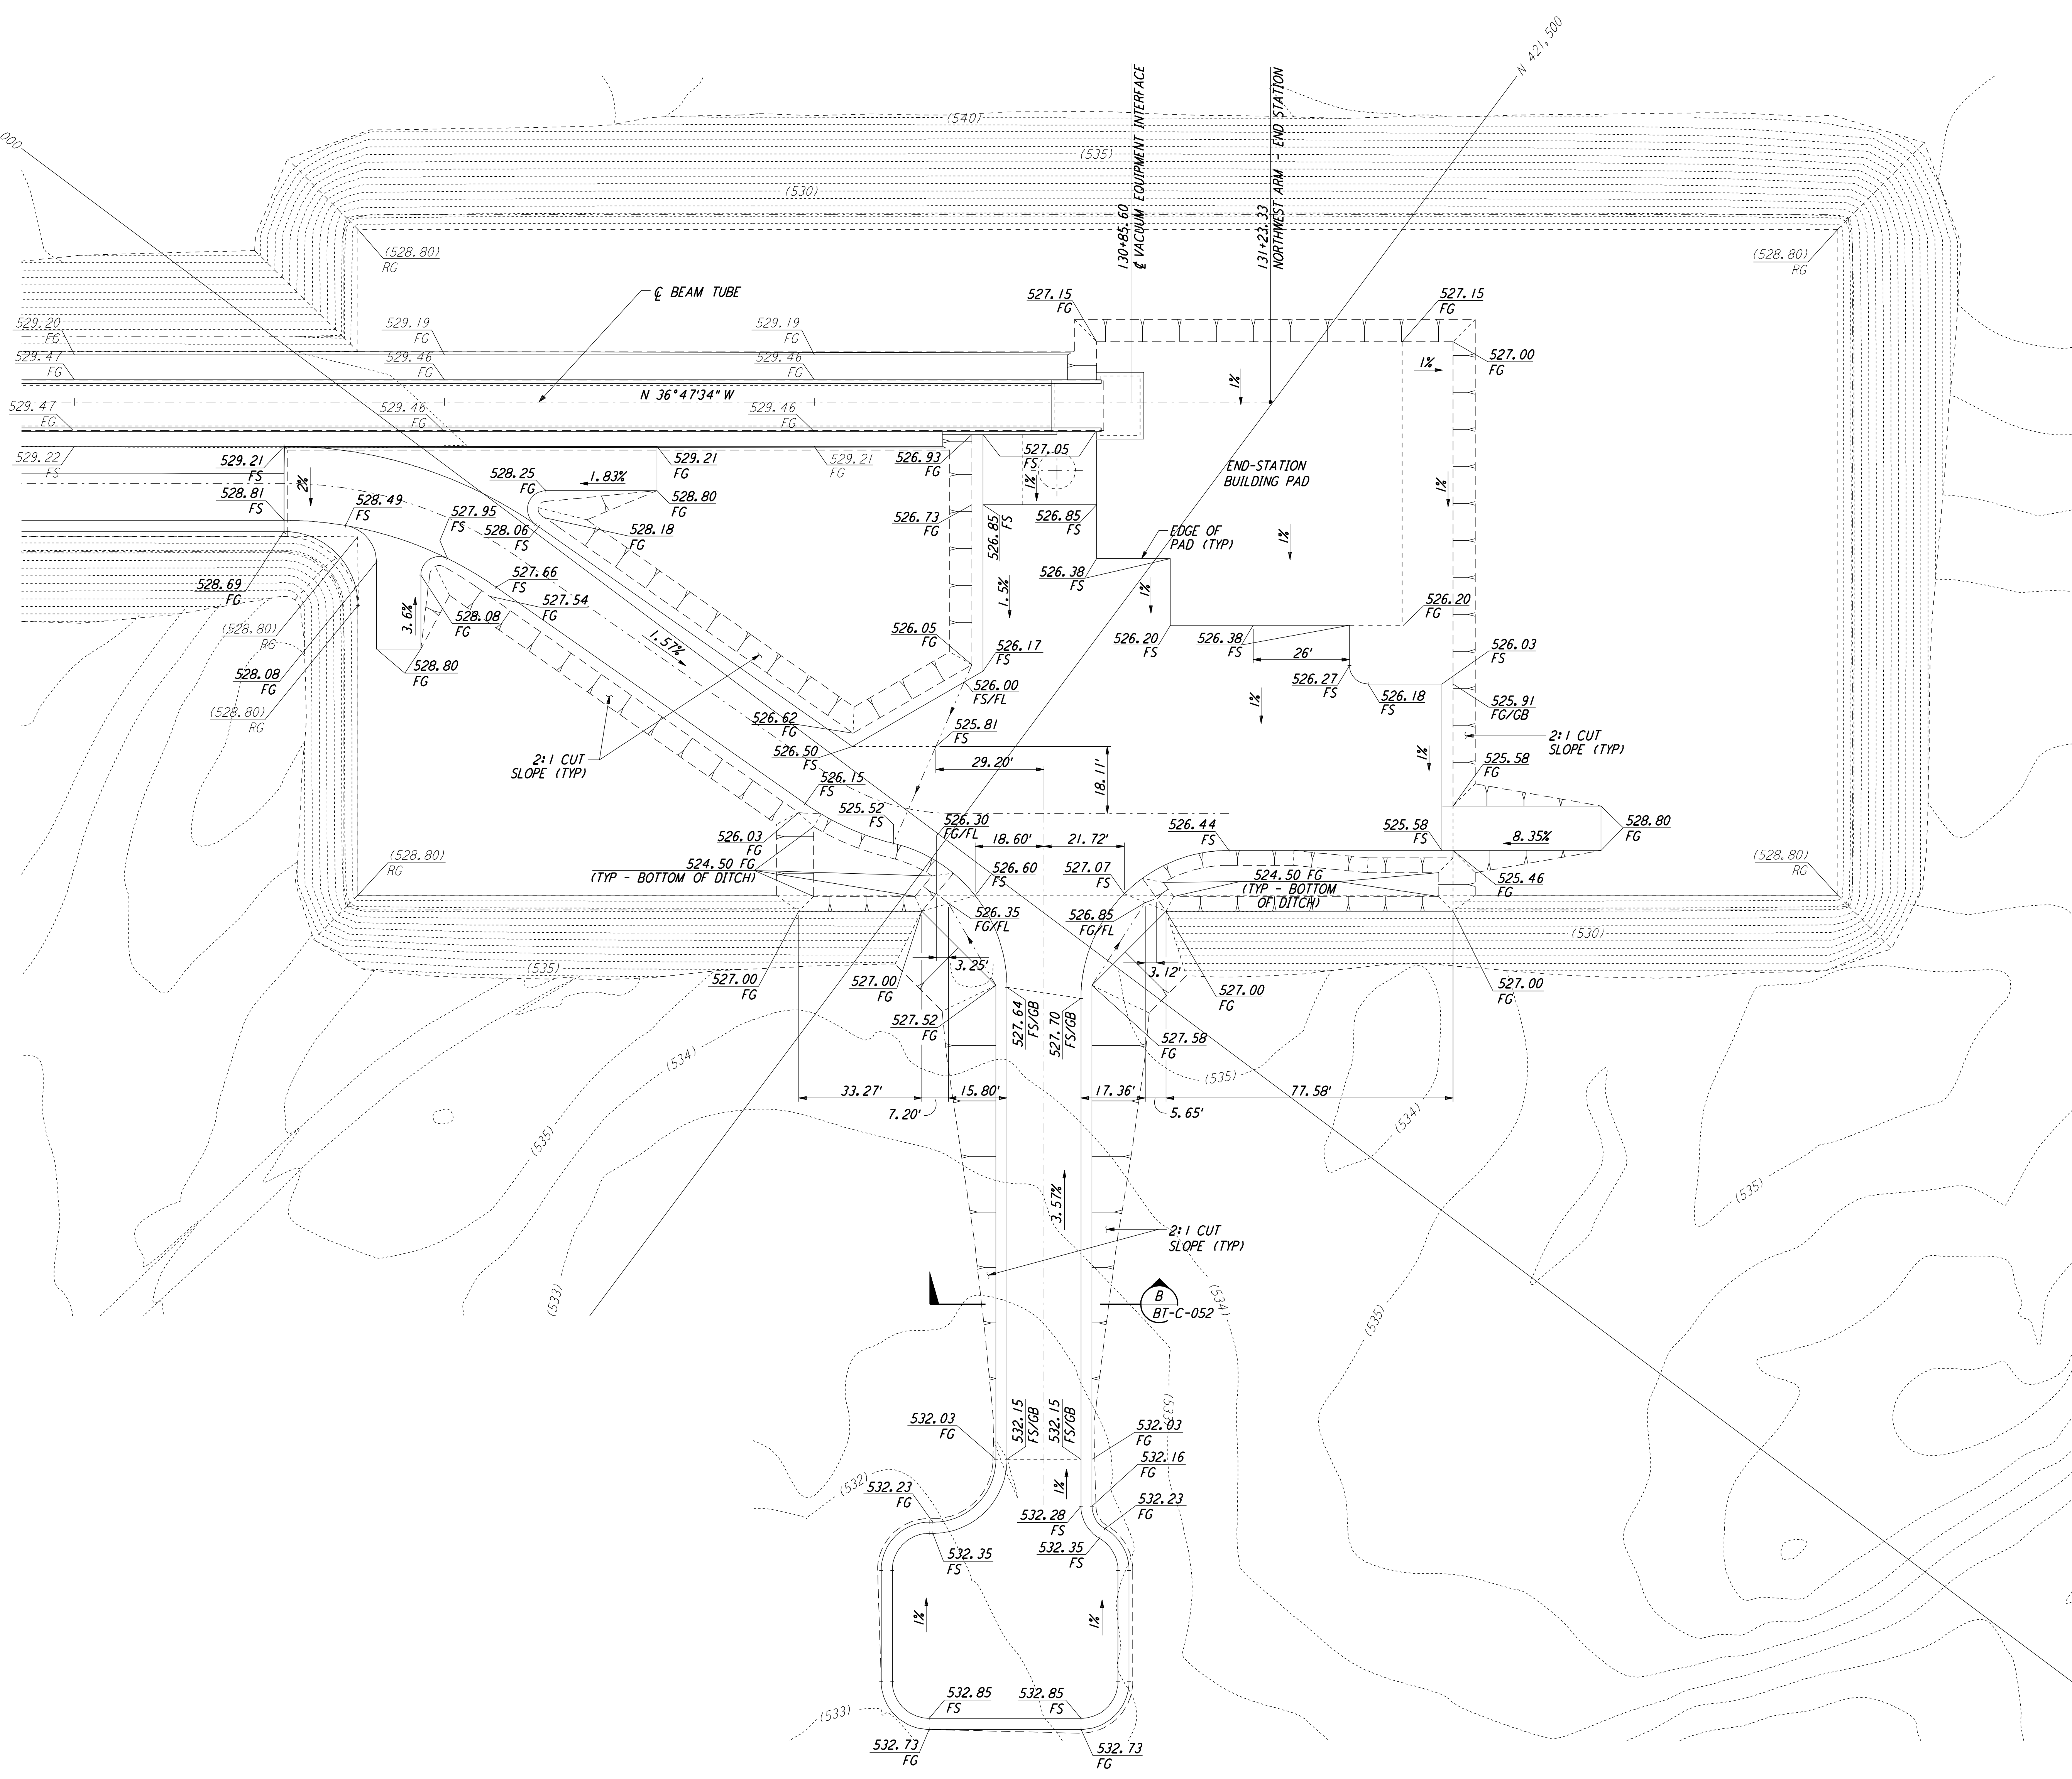 N 421,500
000
(540)
(535)
(530)
130+85.60
℄ VACUUM EQUIPMENT INTERFACE
131+23.33
NORTHWEST ARM - END STATION
(528.80)
RG
(528.80)
RG
℄ BEAM TUBE
527.15
FG
527.15
FG
529.20
FG
529.19
FG
529.19
FG
529.47
FG
529.46
FG
529.46
FG
527.00
FG
1%
1%
N 36°47'34" W
529.47
FG
529.46
FG
529.46
FG
529.22
FS
529.21
FS
2%
528.25
FG
1.83%
529.21
FG
529.21
FG
526.93
FG
527.05
FS
END-STATION
BUILDING PAD
1%
1%
528.81
FS
528.49
FS
527.95
FS
528.06
FS
528.80
FG
528.18
FG
526.73
FG
526.85
FS
526.85
FS
EDGE OF
PAD (TYP)
1%
528.69
FG
527.66
FS
527.54
FG
3.6%
528.08
FG
1.5%
526.38
FS
1%
526.20
FG
(528.80)
RG
528.80
FG
528.08
FG
(528.80)
RG
1.57%
526.05
FG
526.17
FS
526.20
FS
526.38
FS
26'
526.03
FS
526.00
FS/FL
526.27
FS
526.18
FS
525.91
FG/GB
1%
526.62
FG
525.81
FS
526.50
FS
2:1 CUT
SLOPE (TYP)
2:1 CUT
SLOPE (TYP)
1%
29.20'
18.11'
525.58
FG
526.15
FS
525.52
FS
526.30
FG/FL
18.60'
21.72'
526.44
FS
525.58
FS
8.35%
528.80
FG
526.03
FG
(528.80)
RG
524.50 FG
(TYP - BOTTOM OF DITCH)
526.60
FS
527.07
FS
524.50 FG
(TYP - BOTTOM
OF DITCH)
525.46
FG
(528.80)
RG
526.35
FG/FL
526.85
FG/FL
(530)
(535)
3.25'
3.12'
527.00
FG
527.00
FG
527.00
FG
527.00
FG
527.52
FG
527.64
FS/GB
527.70
FS/GB
527.58
FG
(534)
(535)
33.27'
7.20'
15.80'
17.36'
5.65'
77.58'
(534)
(535)
(535)
3.57%
2:1 CUT
SLOPE (TYP)
(533)
B
BT-C-052
(534)
(535)
532.03
FG
532.15
FS/GB
532.15
FS/GB
532.03
FG
(535)
532.16
FG
(532)
532.23
FG
1%
532.28
FS
532.23
FG
532.35
FS
532.35
FS
1%
1%
532.85
FS
532.85
FS
(533)
532.73
FG
532.73
FG